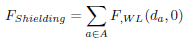 F_{Shielding} = \sum_{a \in A} F_{,WL}(d_a, 0)